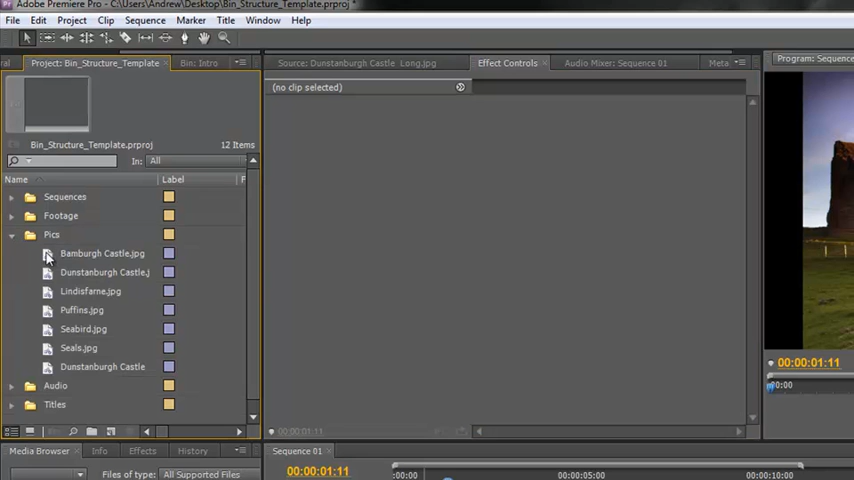 Adobe Premiere Pro - C:\Users\Andrew\Desktop\Bin_Structure_Template.prproj *
File Edit Project Clip Sequence Marker Title Window Help
Project: Bin_Structure_Template × Bin: Intro
Source: Dunstanburgh Castle Long.jpg Effect Controls × Audio Mixer: Sequence 01 Meta
Program: Sequence
(no clip selected)
Bin_Structure_Template.prproj 12 Items
In: All
Name Label F
Sequences
Footage
Pics
Bamburgh Castle.jpg
Dunstanburgh Castle.j
Lindisfarne.jpg
Puffins.jpg
Seabird.jpg
Seals.jpg
Dunstanburgh Castle
Audio
Titles
00:00:01:11
00:00:01:11
:00:00
Media Browser × Info Effects History
Sequence 01 ×
Files of type: All Supported Files
00:00:01:11
:00:00 00:00:05:00 00:00:10:00